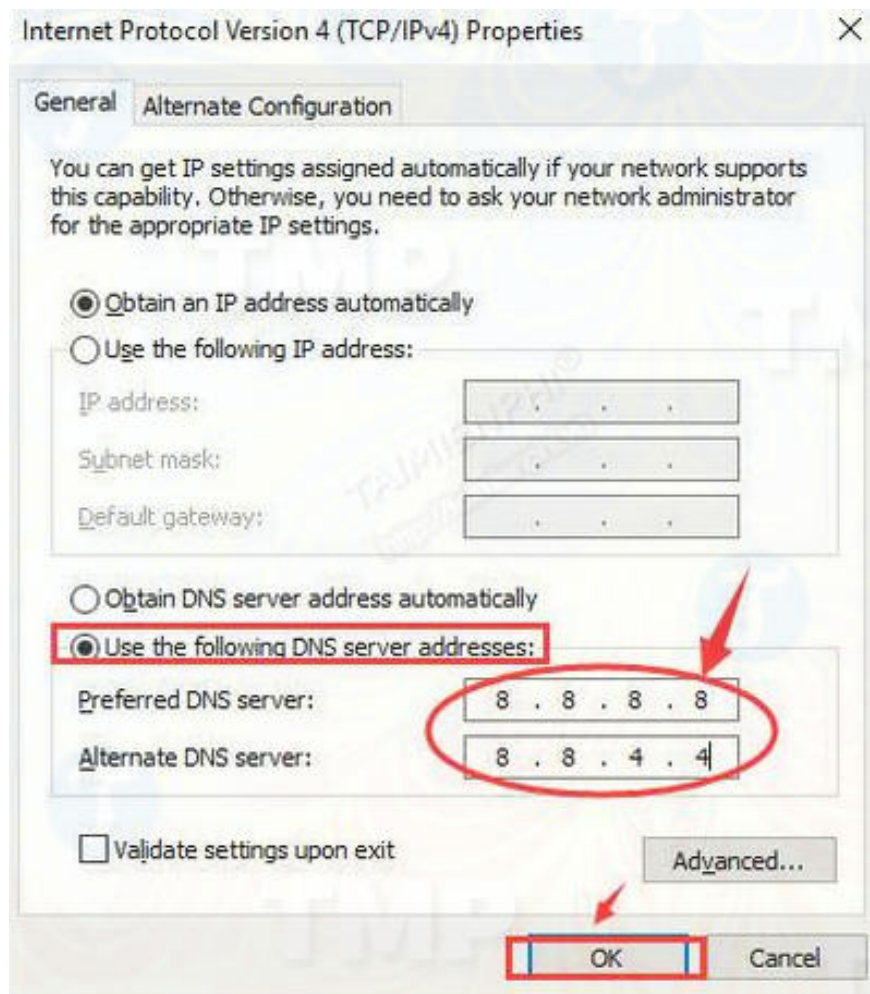 Internet Protocol Version 4 (TCP/IPv4) Properties
General
Alternate Configuration
You can get IP settings assigned automatically if your network supports
this capability. Otherwise, you need to ask your network administrator
for the appropriate IP settings.
Obtain an IP address automatically
Use the following IP address:
IP address:
. . .
Subnet mask:
. . .
Default gateway:
. . .
Obtain DNS server address automatically
Use the following DNS server addresses:
Preferred DNS server:
8 . 8 . 8 . 8
Alternate DNS server:
8 . 8 . 4 . 4
Validate settings upon exit
Advanced...
OK
Cancel
TMP
TAIMIENPHI®
TMP